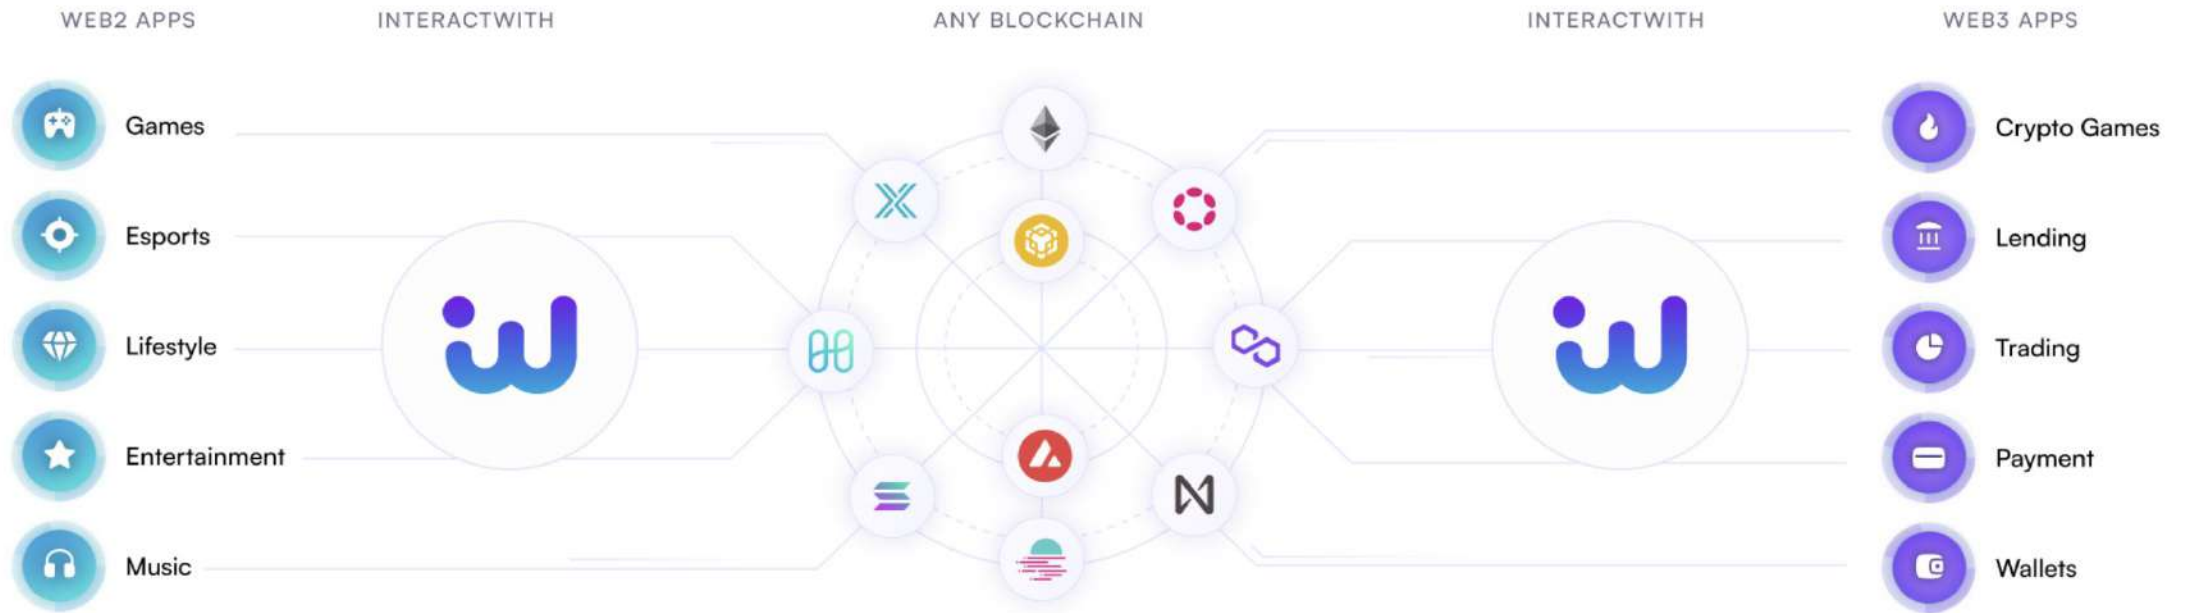 WEB2 APPS
INTERACTWITH
ANY BLOCKCHAIN
INTERACTWITH
WEB3 APPS
Games
Esports
Lifestyle
Entertainment
Music
Crypto Games
Lending
Trading
Payment
Wallets